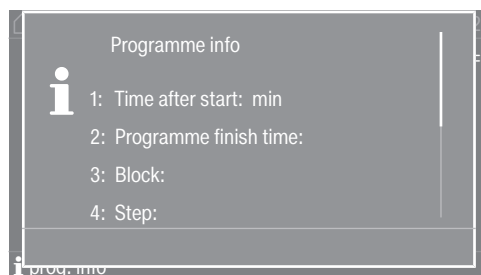 Programme info
1: Time after start: min
2: Programme finish time:
3: Block:
4: Step:
prog. info